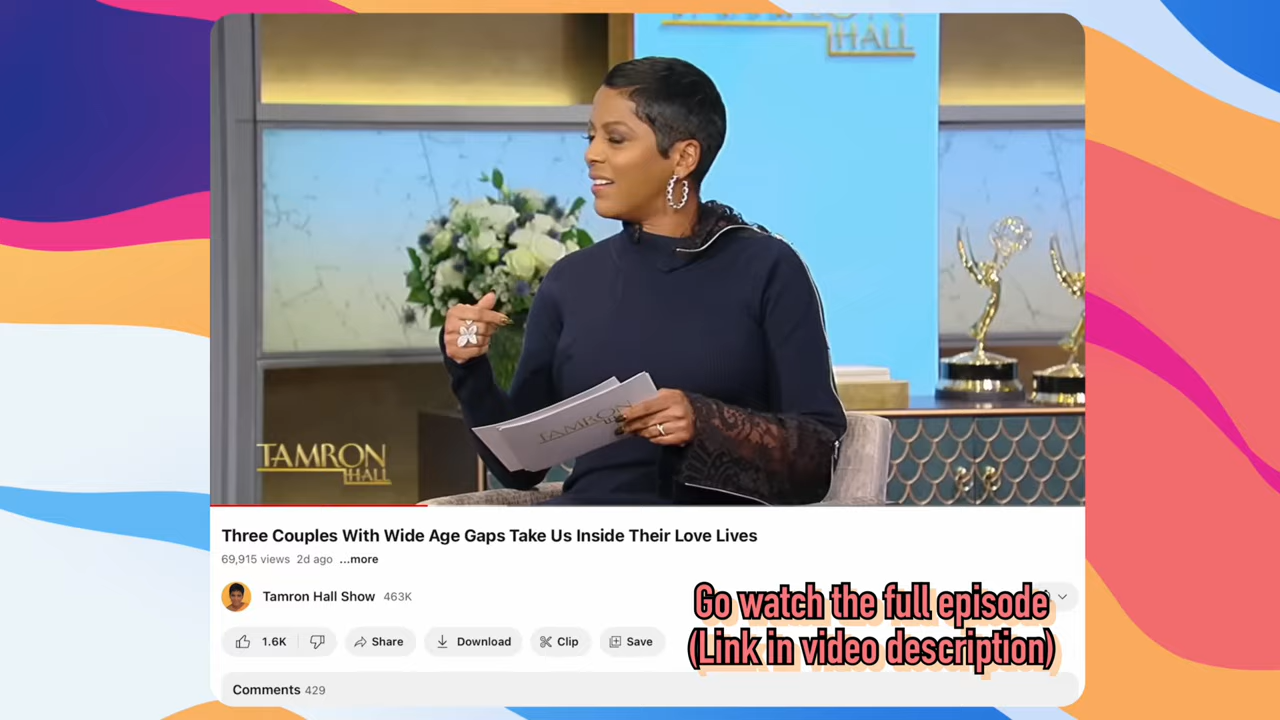 TAMRON
HALL
TAMRON
TAMRON
HALL
Three Couples With Wide Age Gaps Take Us Inside Their Love Lives
69,915 views 2d ago ...more
Tamron Hall Show 463K
Go watch the full episode
(Link in video description)
1.6K Share Download Clip Save
Comments 429